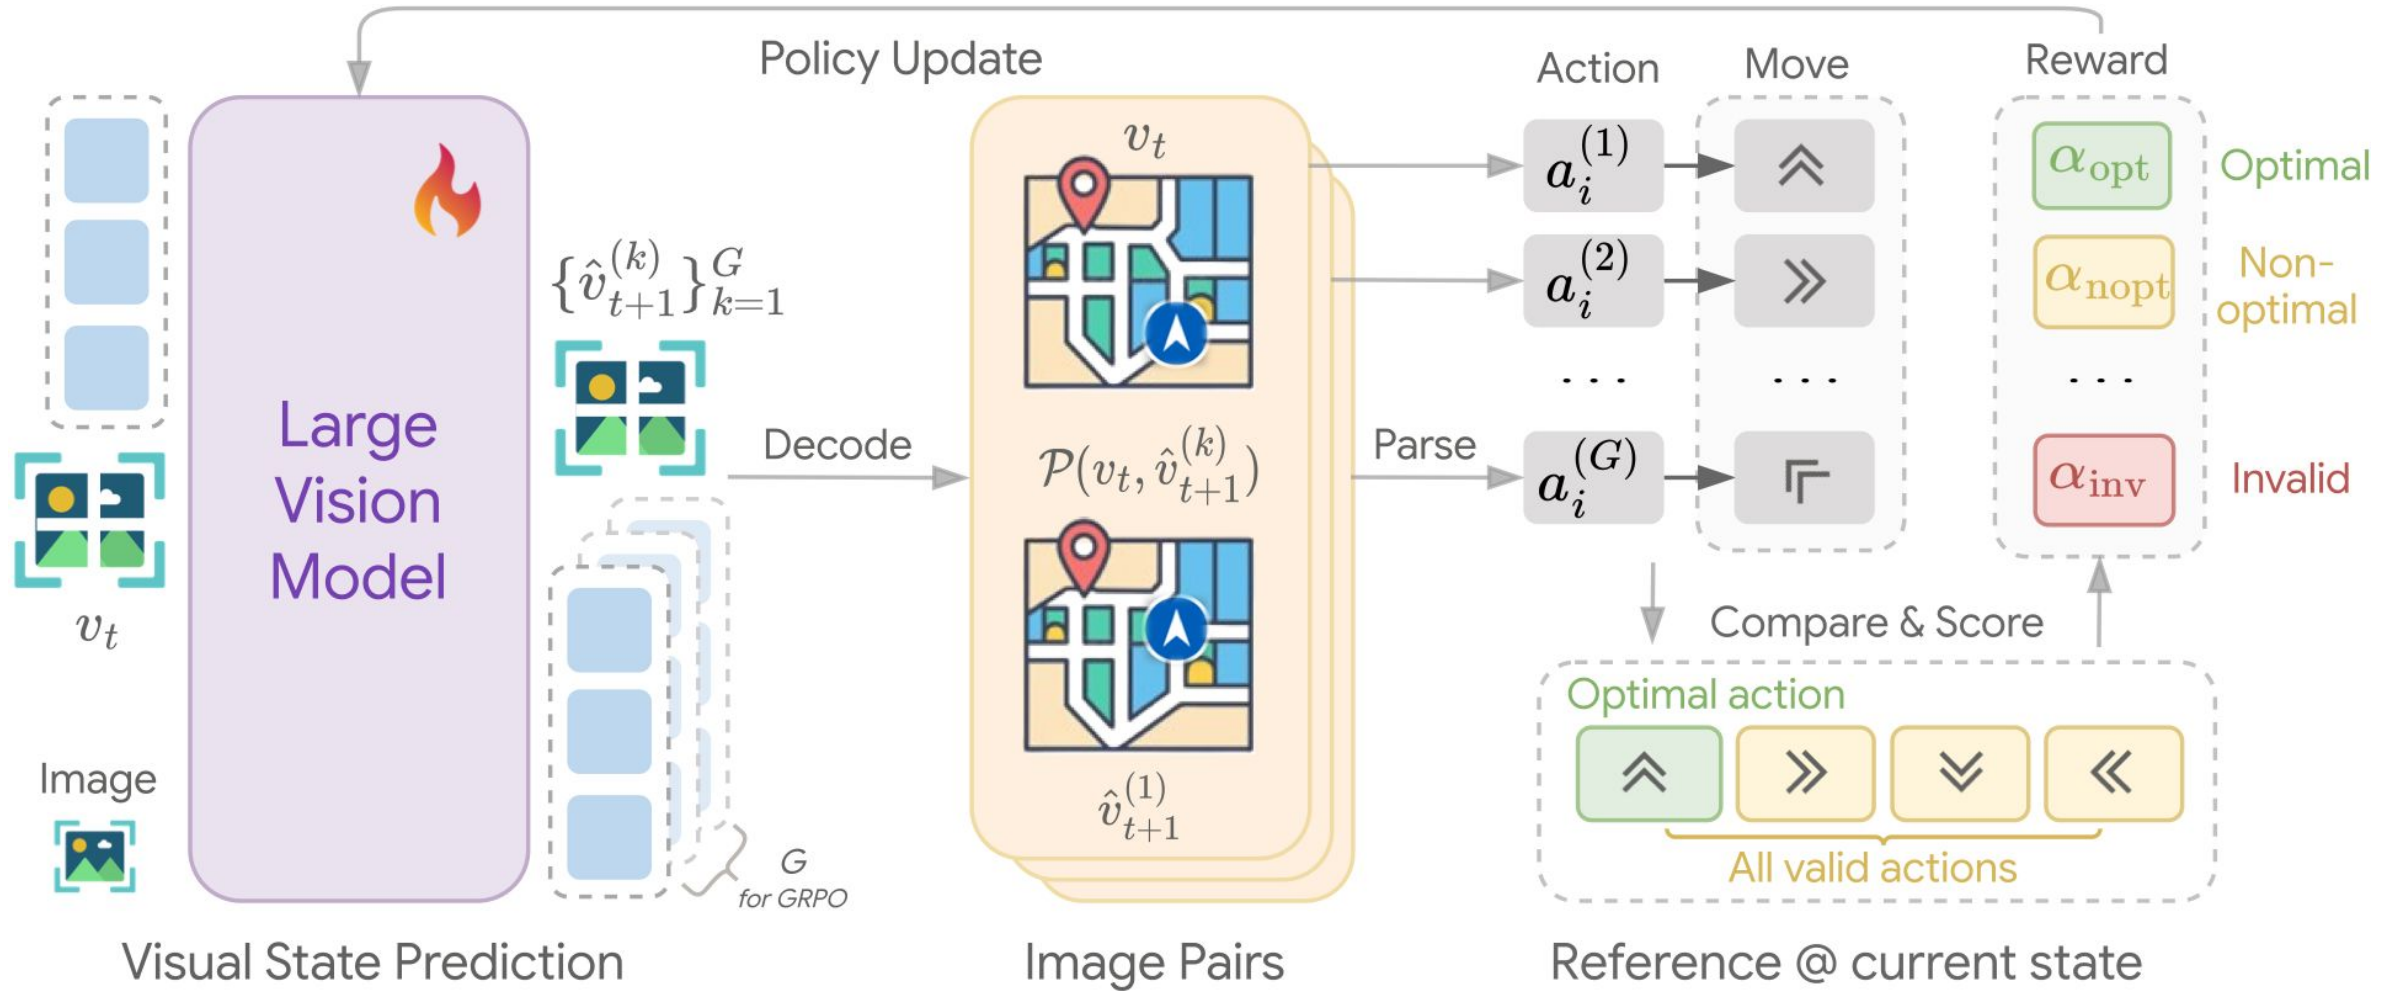 Policy Update
Action
Move
Reward
v_t
a_i^{(1)}
α_opt
Optimal
{v̂_{t+1}^{(k)}}_{k=1}^{G}
a_i^{(2)}
α_nopt
Non-
optimal
. . .
. . .
. . .
Large
Vision
Model
Decode
P(v_t, v̂_{t+1}^{(k)})
Parse
a_i^{(G)}
α_inv
Invalid
v_t
Compare & Score
Optimal action
Image
v̂_{t+1}^{(1)}
G
for GRPO
All valid actions
Visual State Prediction
Image Pairs
Reference @ current state